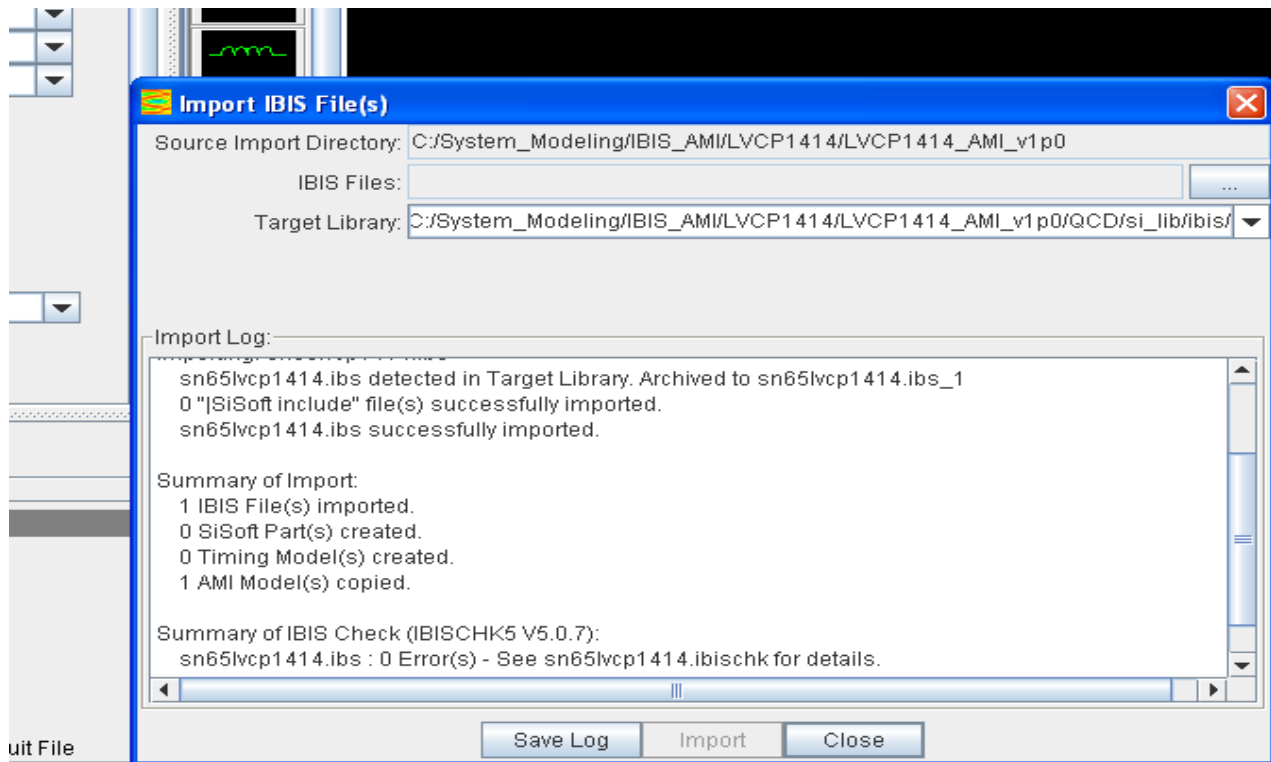 Import IBIS File(s)
Source Import Directory: C:/System_Modeling/IBIS_AMI/LVCP1414/LVCP1414_AMI_v1p0
IBIS Files:
...
Target Library: C:/System_Modeling/IBIS_AMI/LVCP1414/LVCP1414_AMI_v1p0/QCD/si_lib/ibis/
Import Log:
sn65lvcp1414.ibs detected in Target Library. Archived to sn65lvcp1414.ibs_1
0 "|SiSoft include" file(s) successfully imported.
sn65lvcp1414.ibs successfully imported.
Summary of Import:
1 IBIS File(s) imported.
0 SiSoft Part(s) created.
0 Timing Model(s) created.
1 AMI Model(s) copied.
Summary of IBIS Check (IBISCHK5 V5.0.7):
sn65lvcp1414.ibs : 0 Error(s) - See sn65lvcp1414.ibischk for details.
Save Log
Import
Close
uit File